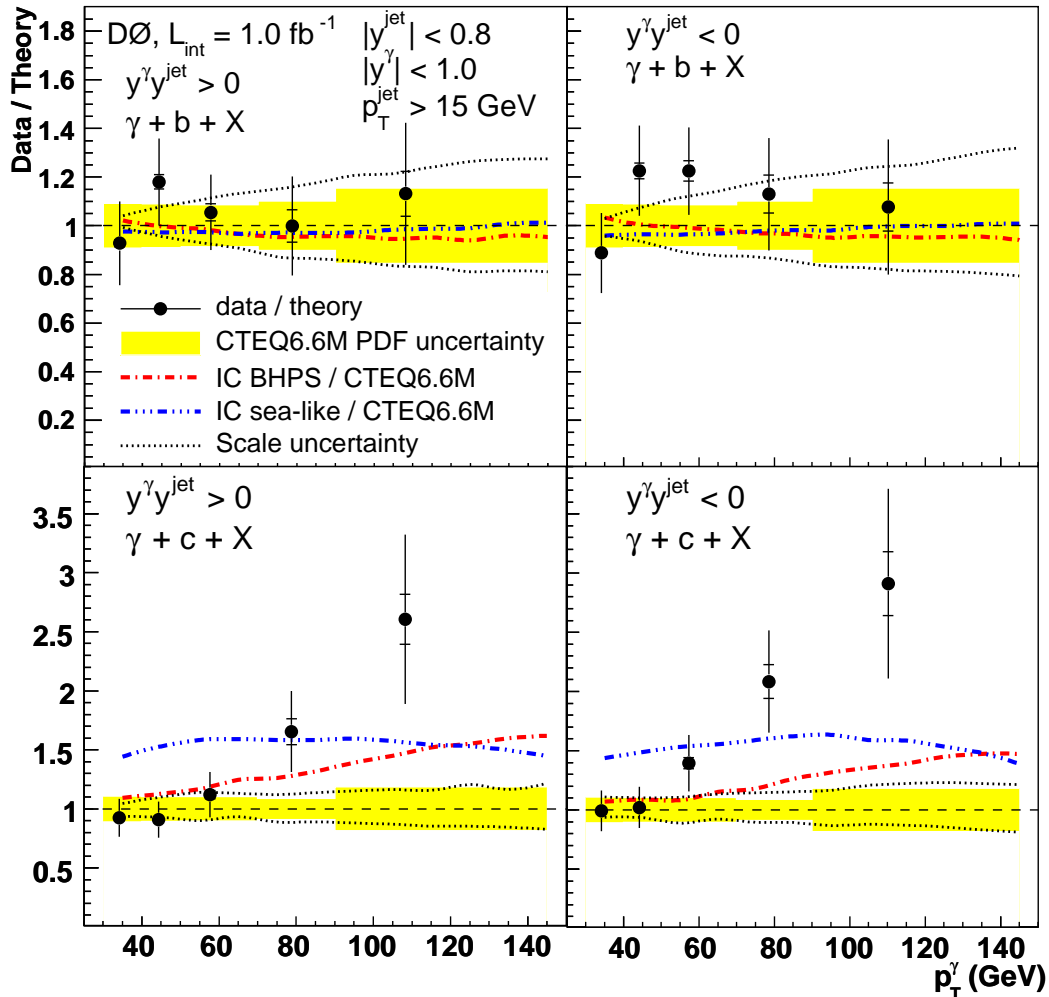 Data / Theory
1.8
1.6
1.4
1.2
1
0.8
0.6
0.4
0.2
DØ, L_int = 1.0 fb^-1
y^γ y^jet > 0
γ + b + X
|y^jet| < 0.8
|y^γ| < 1.0
p_T^jet > 15 GeV
data / theory
CTEQ6.6M PDF uncertainty
IC BHPS / CTEQ6.6M
IC sea-like / CTEQ6.6M
Scale uncertainty
y^γ y^jet < 0
γ + b + X
3.5
3
2.5
2
1.5
1
0.5
y^γ y^jet > 0
γ + c + X
y^γ y^jet < 0
γ + c + X
40 60 80 100 120 140
40 60 80 100 120 140
p_T^γ (GeV)